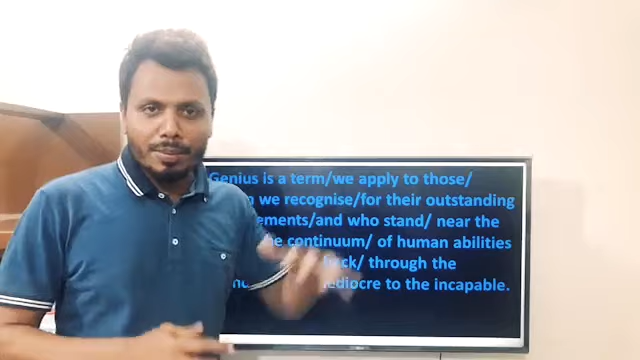 Genius is a term/we apply to those/
we recognise/for their outstanding
and who stand/ near the
continuum/ of human abilities
through the
to the incapable.